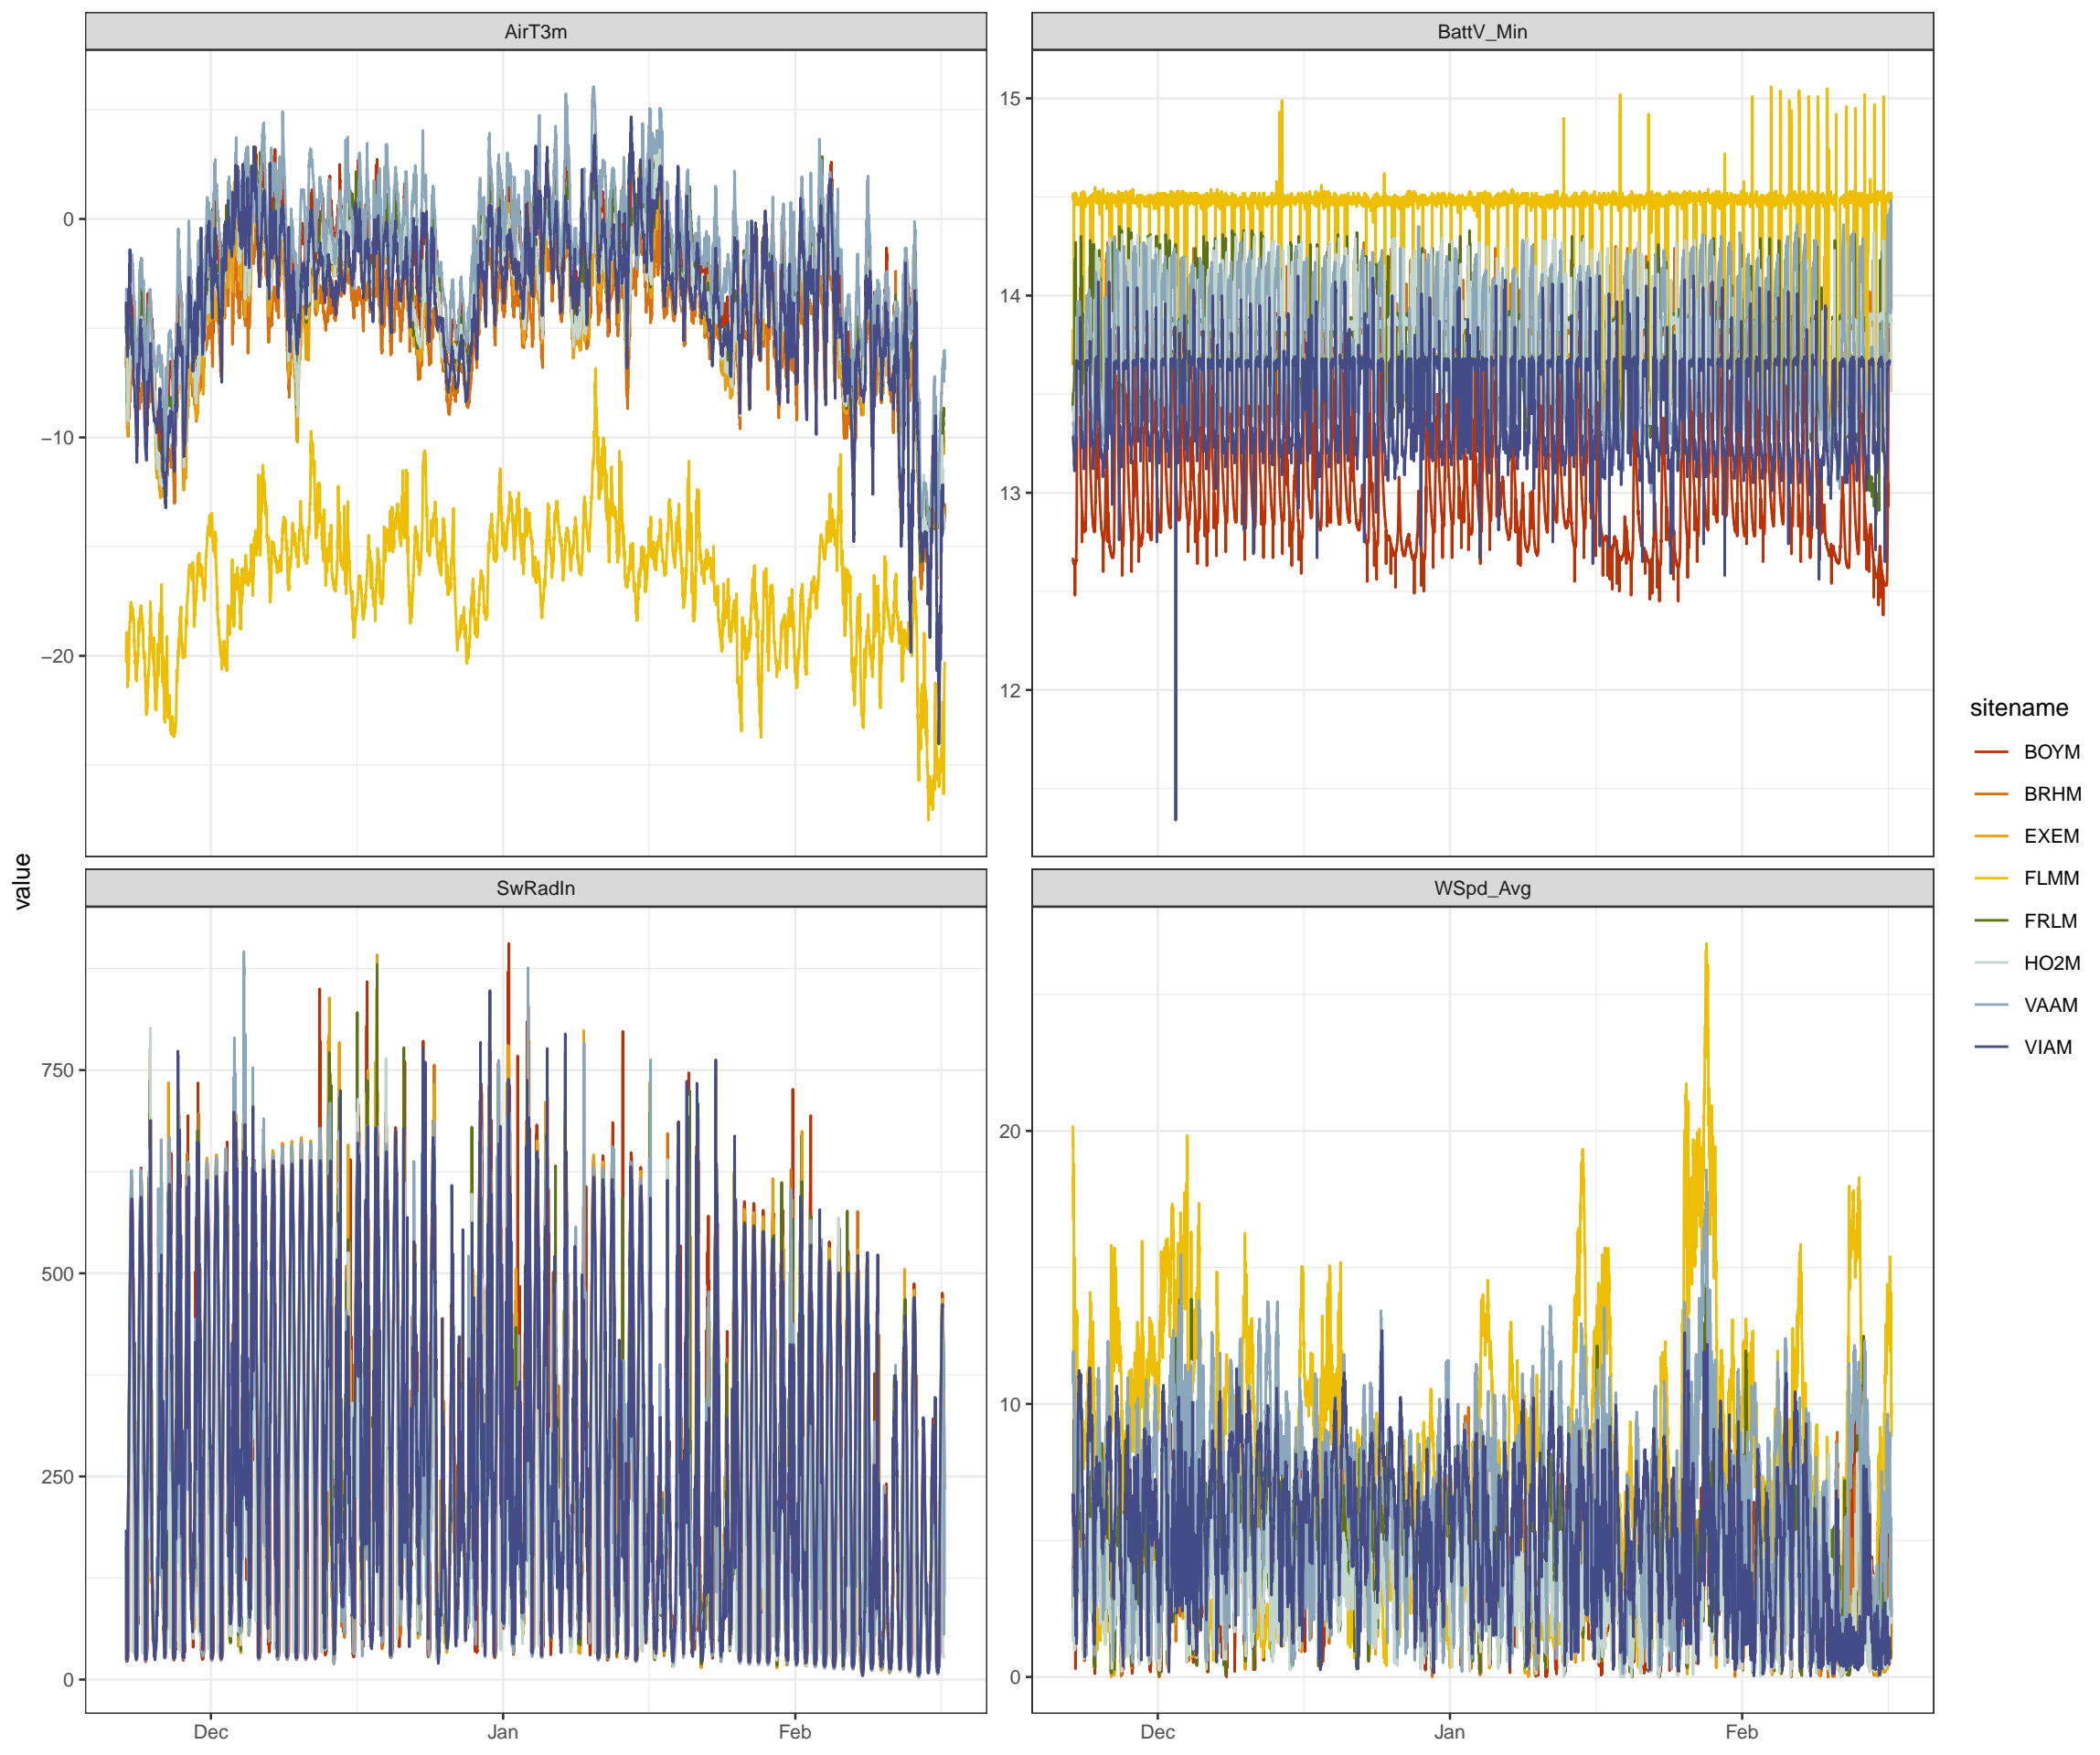 AirT3m
BattV_Min
0
−10
−20
15
14
13
12
SwRadIn
WSpd_Avg
750
500
250
0
20
10
0
Dec
Jan
Feb
Dec
Jan
Feb
value
sitename
BOYM
BRHM
EXEM
FLMM
FRLM
HO2M
VAAM
VIAM